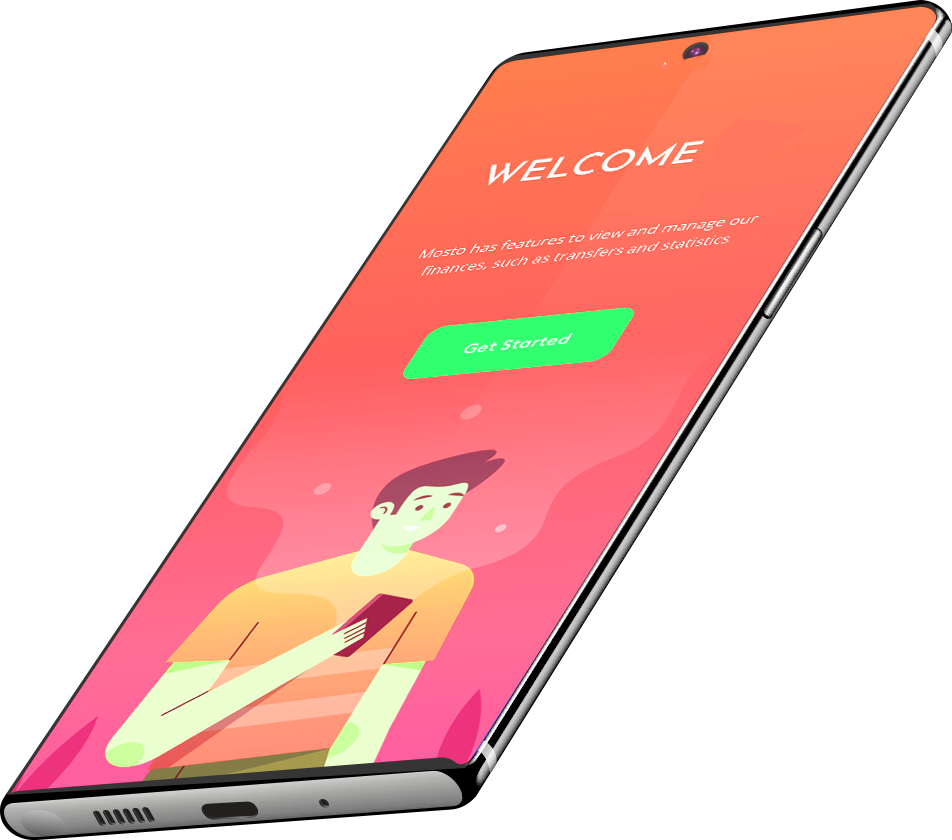 WELCOME
Mosto has features to view and manage our
finances, such as transfers and statistics
Get Started